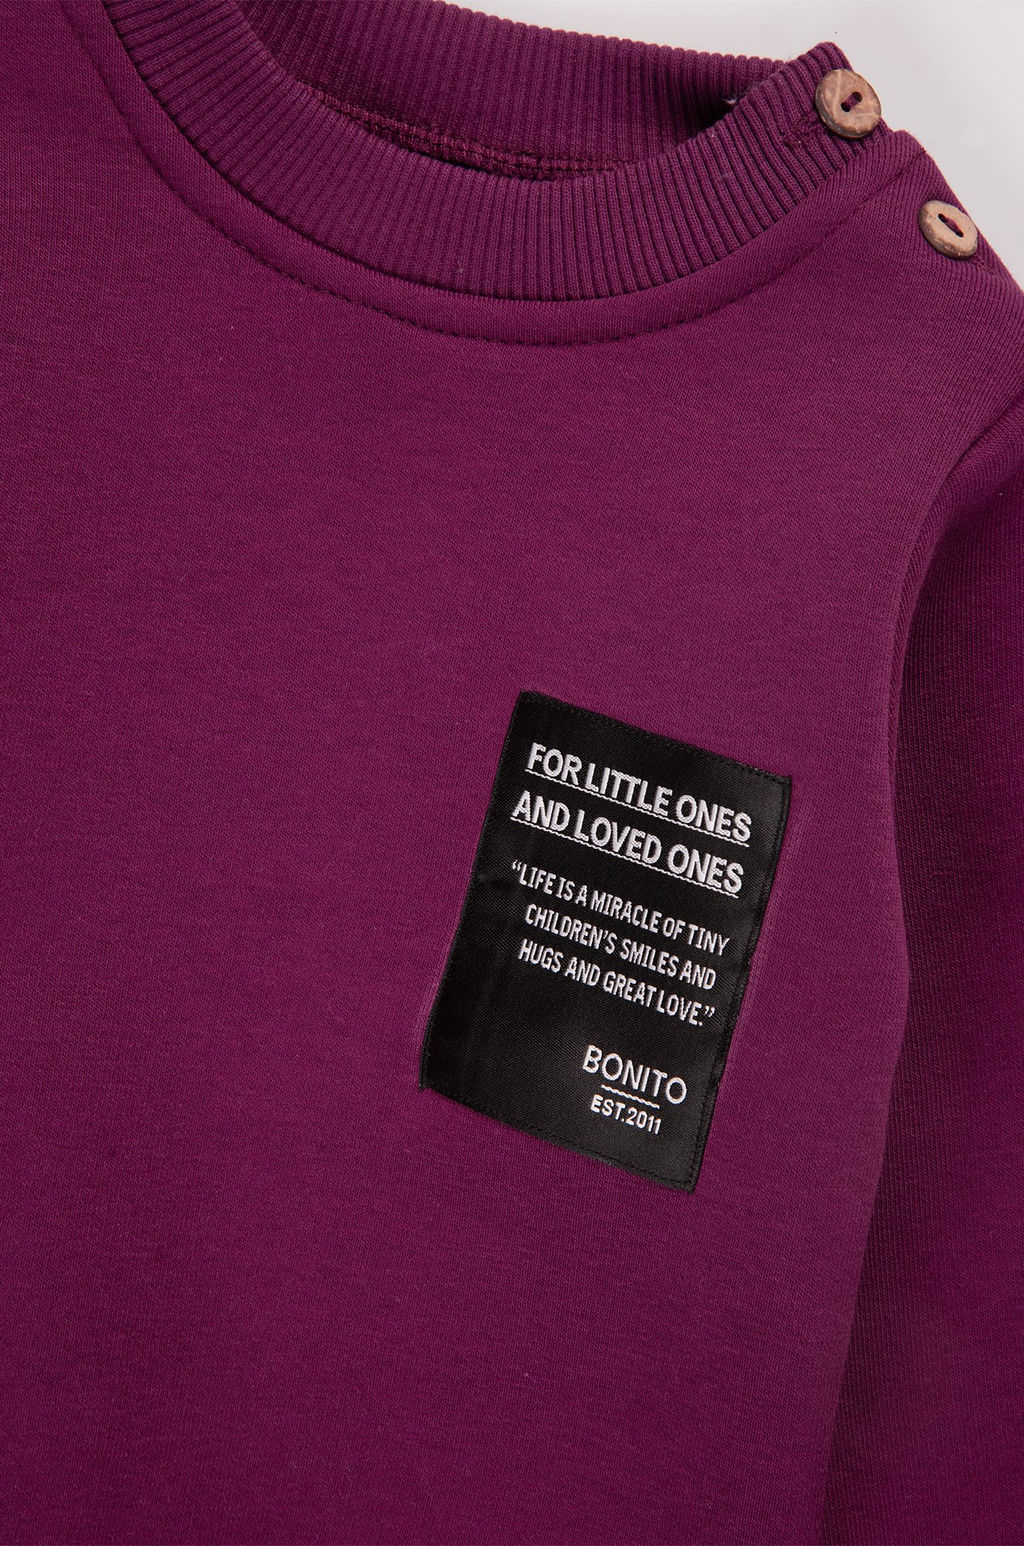 FOR LITTLE ONES
AND LOVED ONES
“LIFE IS A MIRACLE OF TINY
CHILDREN’S SMILES AND
HUGS AND GREAT LOVE.”
BONITO
EST.2011